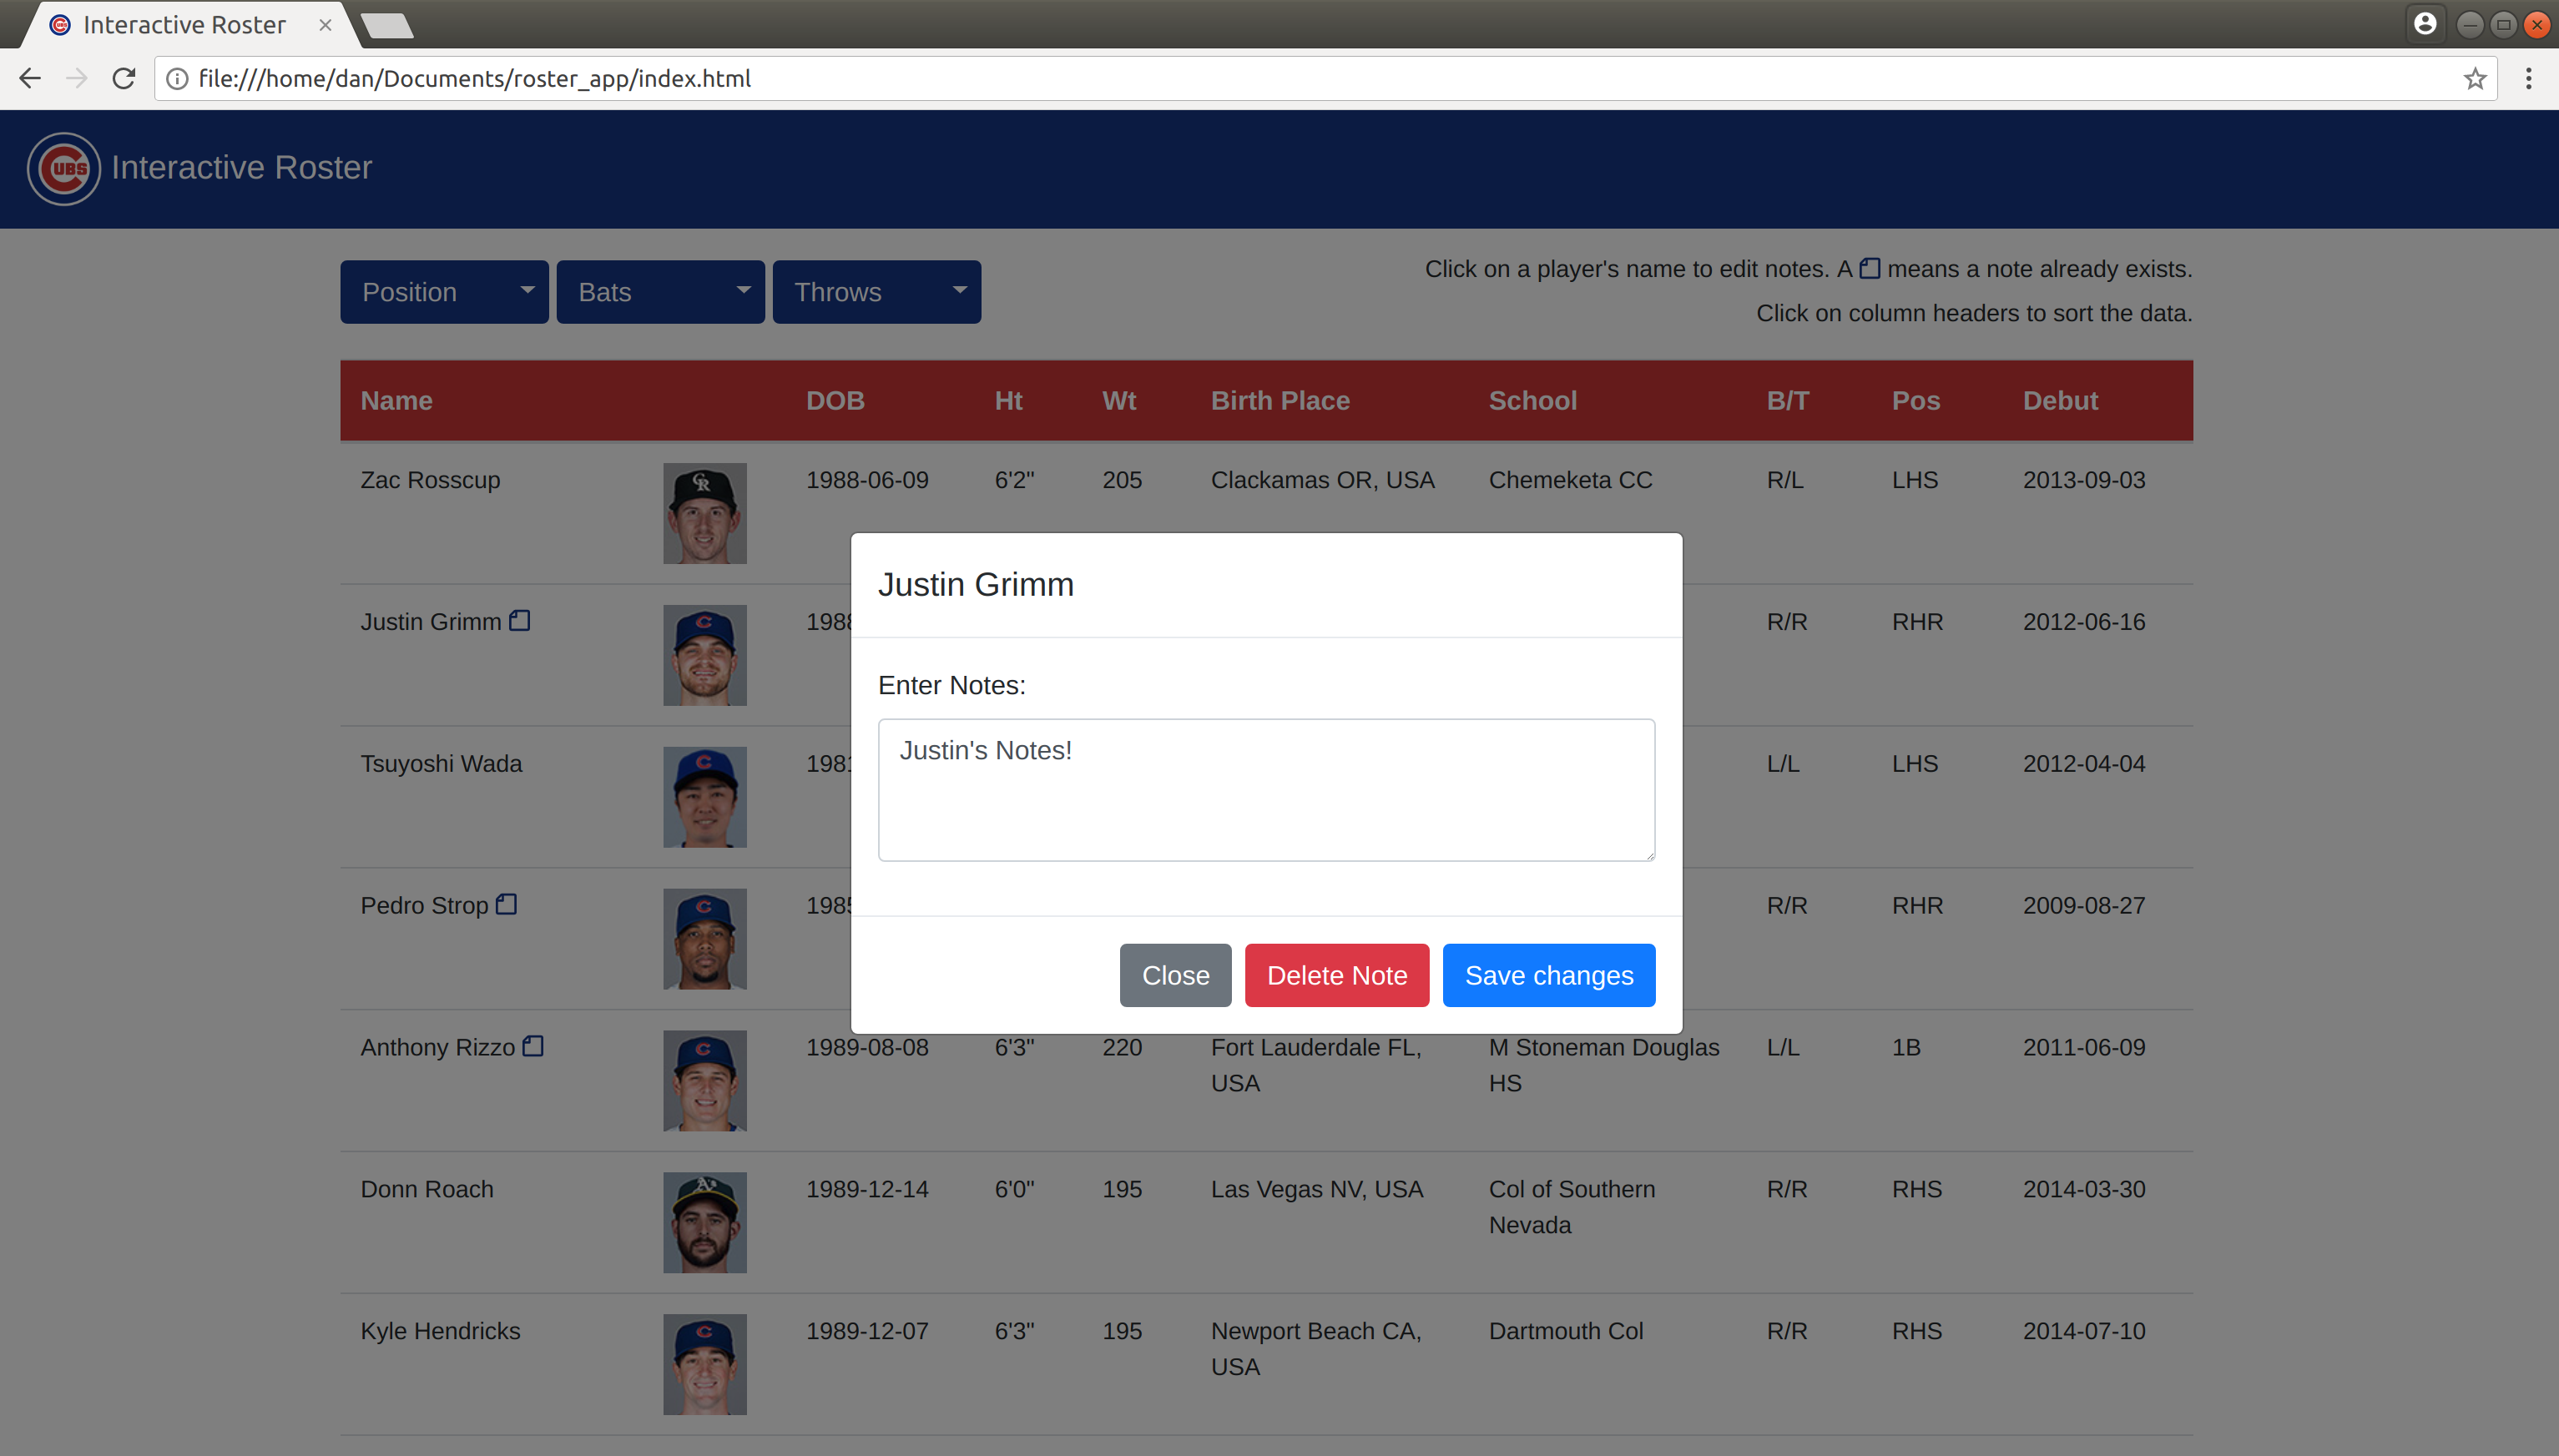 Interactive Roster
file:///home/dan/Documents/roster_app/index.html
CUBS Interactive Roster
Position Bats Throws
Click on a player's name to edit notes. A means a note already exists.
Click on column headers to sort the data.
Name DOB Ht Wt Birth Place School B/T Pos Debut
Zac Rosscup 1988-06-09 6'2" 205 Clackamas OR, USA Chemeketa CC R/L LHS 2013-09-03
Justin Grimm 1988 R/R RHR 2012-06-16
Tsuyoshi Wada 1981 L/L LHS 2012-04-04
Pedro Strop 1985 R/R RHR 2009-08-27
Justin Grimm
Enter Notes:
Justin's Notes!
Close Delete Note Save changes
Anthony Rizzo 1989-08-08 6'3" 220 Fort Lauderdale FL, M Stoneman Douglas L/L 1B 2011-06-09
USA HS
Donn Roach 1989-12-14 6'0" 195 Las Vegas NV, USA Col of Southern R/R RHS 2014-03-30
Nevada
Kyle Hendricks 1989-12-07 6'3" 195 Newport Beach CA, Dartmouth Col R/R RHS 2014-07-10
USA